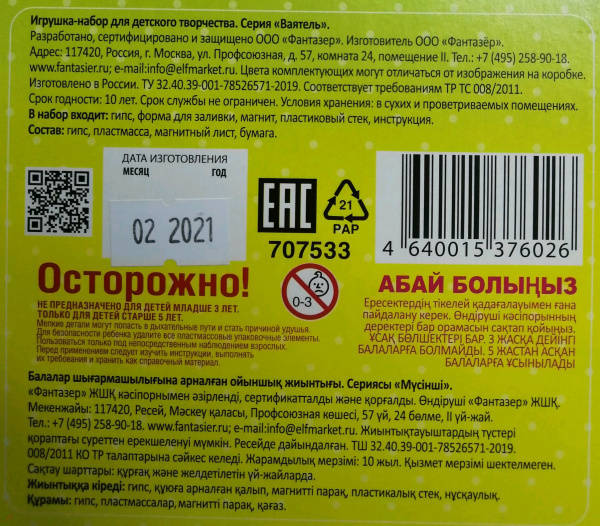 Игрушка-набор для детского творчества. Серия «Ваятель».
Разработано, сертифицировано и защищено ООО «Фантазер». Изготовитель ООО «Фантазёр».
Адрес: 117420, Россия, г. Москва, ул. Профсоюзная, д. 57, комната 24, помещение II. Тел.: +7 (495) 258-90-18.
www.fantasier.ru; e-mail:info@elfmarket.ru. Цвета комплектующих могут отличаться от изображения на коробке.
Изготовлено в России. ТУ 32.40.39-001-78526571-2019. Соответствует требованиям ТР ТС 008/2011.
Срок годности: 10 лет. Срок службы не ограничен. Условия хранения: в сухих и проветриваемых помещениях.
В набор входит: гипс, форма для заливки, магнит, пластиковый стек, инструкция.
Состав: гипс, пластмасса, магнитный лист, бумага.
ДАТА ИЗГОТОВЛЕНИЯ
МЕСЯЦ ГОД
02 2021
EAC
21
PAP
707533
4 640015 376026
Осторожно!
НЕ ПРЕДНАЗНАЧЕНО ДЛЯ ДЕТЕЙ МЛАДШЕ 3 ЛЕТ.
ТОЛЬКО ДЛЯ ДЕТЕЙ СТАРШЕ 5 ЛЕТ.
Мелкие детали могут попасть в дыхательные пути и стать причиной удушья.
Для безопасности ребенка удалите все пластмассовые упаковочные элементы.
Пользоваться только под непосредственным наблюдением взрослых.
Перед применением следует изучить инструкции, выполнять
их требования и хранить как справочный материал.
0-3
АБАЙ БОЛЫҢЫЗ
Ересектердің тікелей қадағалауымен ғана
пайдалану керек. Өндіруші кәсіпорынның
деректері бар орамасын сақтап қойыңыз.
ҰСАҚ БӨЛШЕКТЕРІ БАР. 3 ЖАСҚА ДЕЙІНГІ
БАЛАЛАРҒА БОЛМАЙДЫ. 5 ЖАСТАН АСҚАН
БАЛАЛАРҒА ҰСЫНЫЛАДЫ
Балалар шығармашылығына арналған ойыншық жиынтығы. Сериясы «Мүсінші».
«Фантазер» ЖШҚ кәсіпорнымен әзірленді, сертификатталды және қорғалды. Өндіруші «Фантазер» ЖШҚ.
Мекенжайы: 117420, Ресей, Мәскеу қаласы, Профсоюзная көшесі, 57 үй, 24 бөлме, II үй-жай.
Тел.: +7 (495) 258-90-18. www.fantasier.ru; e-mail:info@elfmarket.ru. Жиынтықтауыштардың түстері
қораптағы суреттен ерекшеленуі мүмкін. Ресейде дайындалған. ТШ 32.40.39-001-78526571-2019.
008/2011 КО ТР талаптарына сәйкес келеді. Жарамдылық мерзімі: 10 жыл. Қызмет мерзімі шектелмеген.
Сақтау шарттары: құрғақ және желдетілетін үй-жайларда.
Жиынтыққа кіреді: гипс, құюға арналған қалып, магнитті парақ, пластикалық стек, нұсқаулық.
Құрамы: гипс, пластмассалар, магнитті парақ, қағаз.